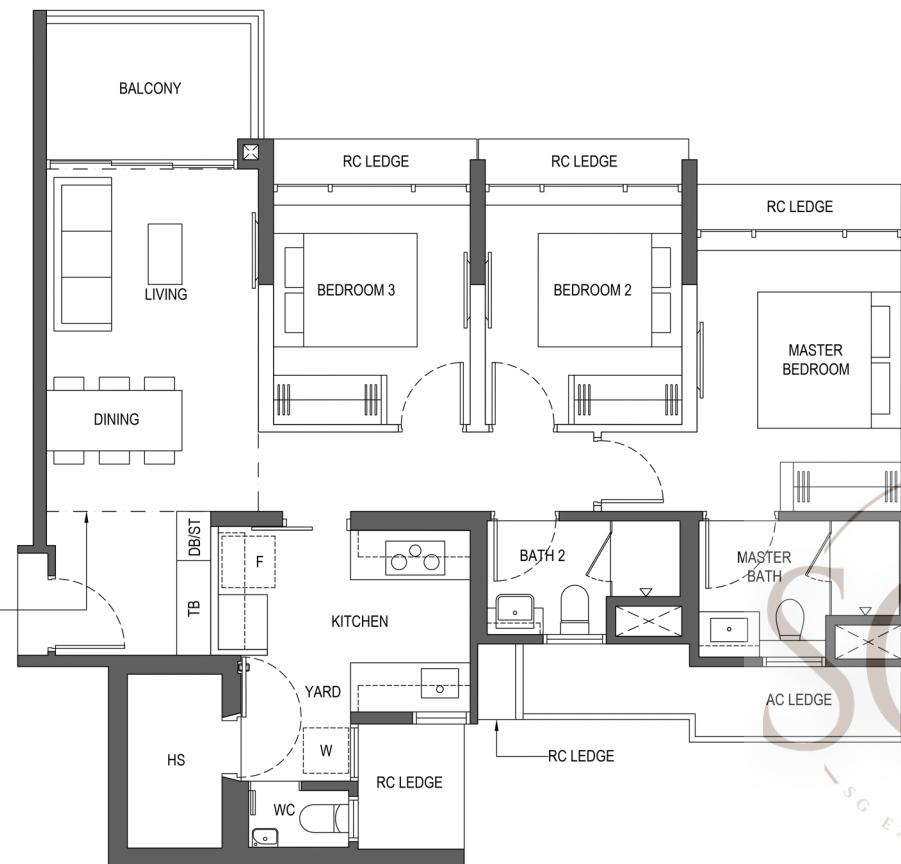 BALCONY
RC LEDGE
RC LEDGE
RC LEDGE
LIVING
BEDROOM 3
BEDROOM 2
MASTER
BEDROOM
DINING
DB/ST
F
TB
KITCHEN
BATH 2
MASTER
BATH
YARD
AC LEDGE
W
HS
RC LEDGE
RC LEDGE
WC
SG